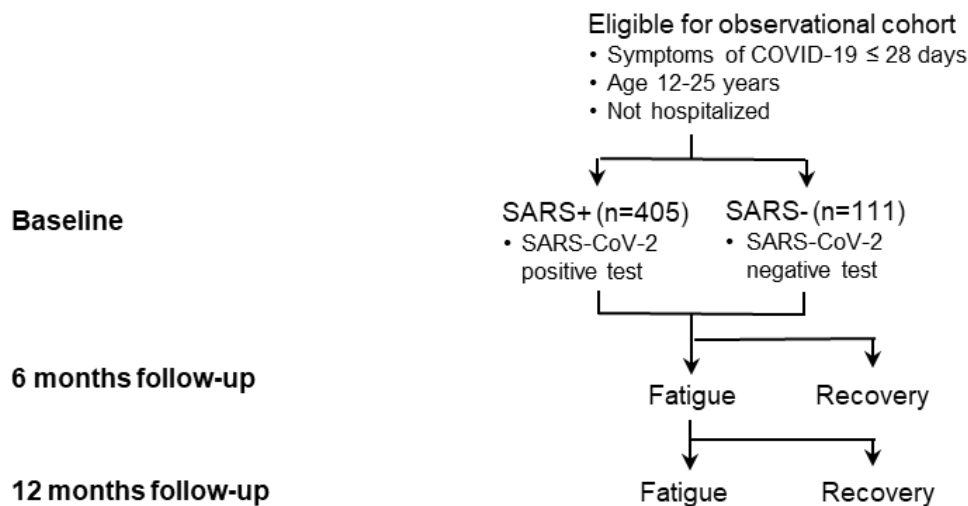 Eligible for observational cohort
• Symptoms of COVID-19 ≤ 28 days
• Age 12-25 years
• Not hospitalized
Baseline
SARS+ (n=405)
• SARS-CoV-2
positive test
SARS- (n=111)
• SARS-CoV-2
negative test
6 months follow-up
Fatigue
Recovery
12 months follow-up
Fatigue
Recovery